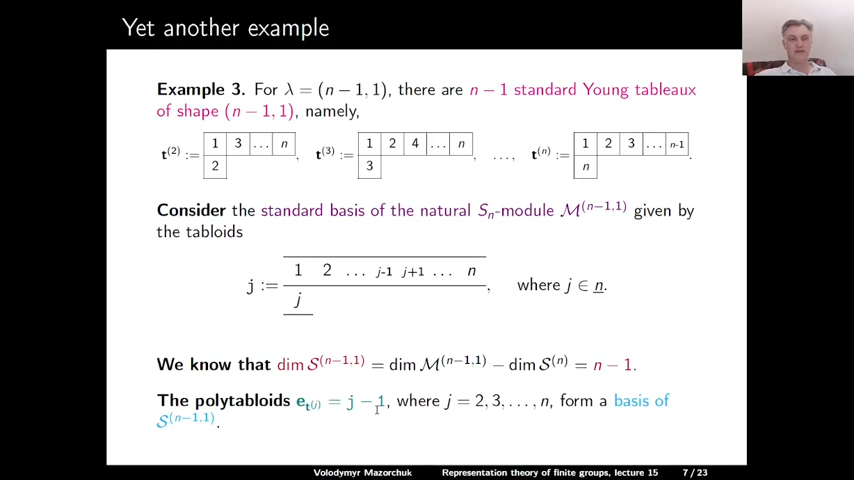 Yet another example
Example 3. For λ = (n − 1, 1), there are n − 1 standard Young tableaux
of shape (n − 1, 1), namely,
t⁽²⁾ := 1 3 … n , t⁽³⁾ := 1 2 4 … n , …, t⁽ⁿ⁾ := 1 2 3 … n-1 .
2 3 n
Consider the standard basis of the natural Sₙ-module 𝓜⁽ⁿ⁻¹,¹⁾ given by
the tabloids
1 2 … j-1 j+1 … n
j := , where j ∈ n.
j
We know that dim 𝓢⁽ⁿ⁻¹,¹⁾ = dim 𝓜⁽ⁿ⁻¹,¹⁾ − dim 𝓢⁽ⁿ⁾ = n − 1.
The polytabloids e_t⁽ʲ⁾ = j − 1, where j = 2, 3, …, n, form a basis of
𝓢⁽ⁿ⁻¹,¹⁾.
Volodymyr Mazorchuk Representation theory of finite groups, lecture 15 7 / 23